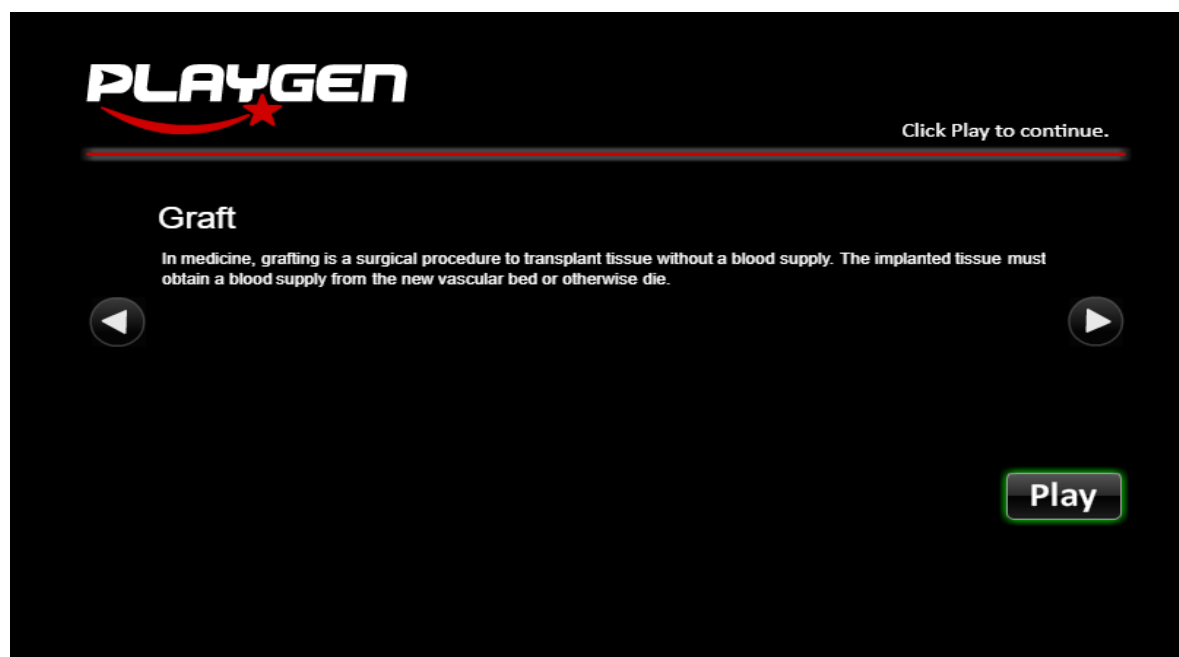 PLAYGEN
Click Play to continue.
Graft
In medicine, grafting is a surgical procedure to transplant tissue without a blood supply. The implanted tissue must
obtain a blood supply from the new vascular bed or otherwise die.
Play